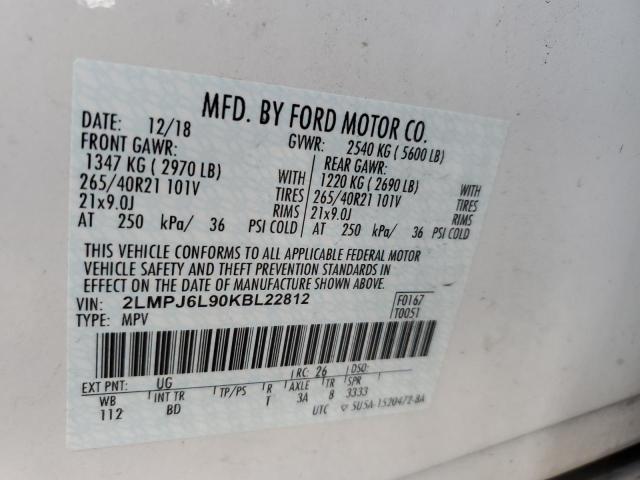 MFD. BY FORD MOTOR CO.
DATE: 12/18 GVWR: 2540 KG ( 5600 LB)
FRONT GAWR: REAR GAWR:
1347 KG ( 2970 LB) 1220 KG ( 2690 LB)
265/40R21 101V TIRES 265/40R21 101V TIRES
21x9.0J RIMS 21x9.0J RIMS
AT 250 kPa/ 36 PSI COLD AT 250 kPa/ 36 PSI COLD
THIS VEHICLE CONFORMS TO ALL APPLICABLE FEDERAL MOTOR
VEHICLE SAFETY AND THEFT PREVENTION STANDARDS IN
EFFECT ON THE DATE OF MANUFACTURE SHOWN ABOVE.
VIN: 2LMPJ6L90KBL22812 F0167
TYPE: MPV T0051
EXT PNT: UG RC: 26 DSO:
WB INT TR TP/PS R AXLE TR SPR
112 BD T 3A 8 3333
UTC 5U5A-1520472-BA